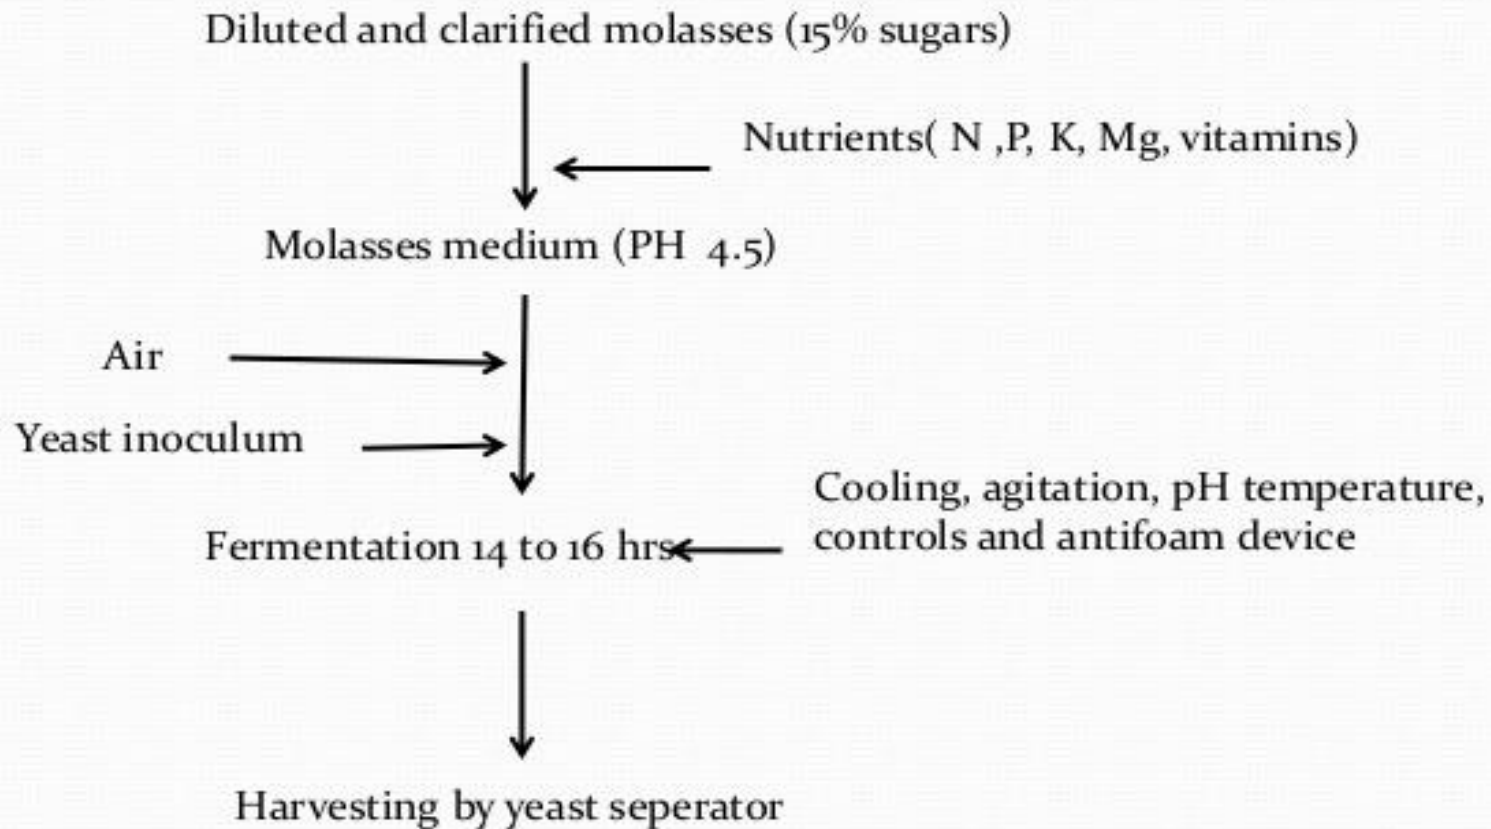 Diluted and clarified molasses (15% sugars)
Nutrients( N ,P, K, Mg, vitamins)
Molasses medium (PH 4.5)
Air
Yeast inoculum
Cooling, agitation, pH temperature,
controls and antifoam device
Fermentation 14 to 16 hrs
Harvesting by yeast seperator